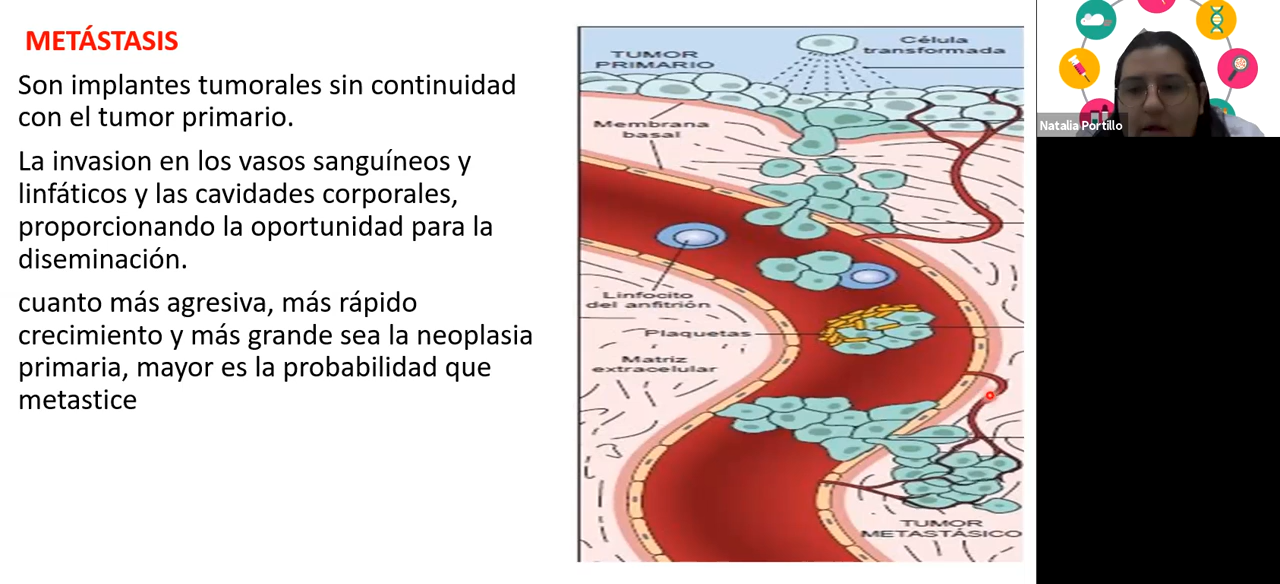 METÁSTASIS
Son implantes tumorales sin continuidad
con el tumor primario.
La invasion en los vasos sanguíneos y
linfáticos y las cavidades corporales,
proporcionando la oportunidad para la
diseminación.
cuanto más agresiva, más rápido
crecimiento y más grande sea la neoplasia
primaria, mayor es la probabilidad que
metastice
TUMOR
PRIMARIO
Célula
transformada
Membrana
basal
Linfocito
del anfitrión
Plaquetas
Matriz
extracelular
TUMOR
METASTÁSICO
Natalia Portillo